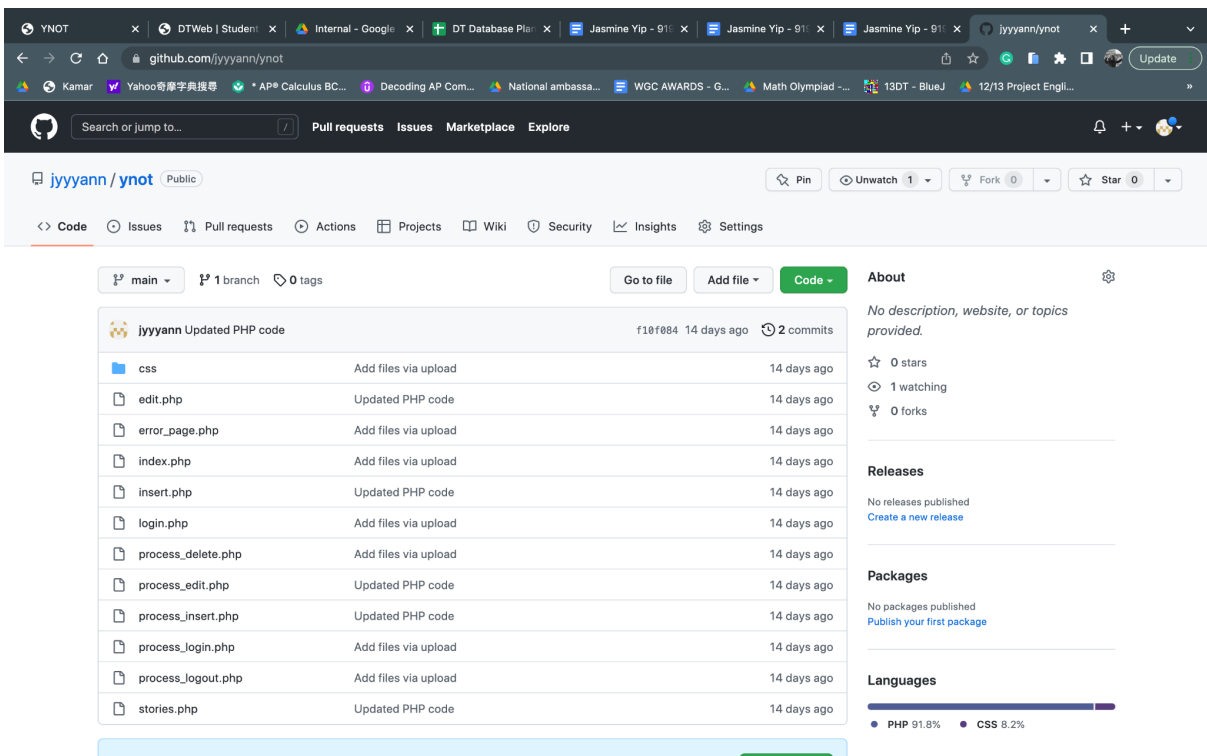 YNOT
DTWeb | Student
Internal - Google
DT Database Plan
Jasmine Yip - 919
Jasmine Yip - 919
Jasmine Yip - 919
jyyyann/ynot
github.com/jyyyann/ynot
Update
Kamar
Yahoo奇摩字典搜尋
* AP® Calculus BC...
Decoding AP Com...
National ambassa...
WGC AWARDS - G...
Math Olympiad -...
13DT - BlueJ
12/13 Project Engli...
»
Search or jump to...
/
Pull requests Issues Marketplace Explore
jyyyann / ynot Public
Pin
Unwatch 1
Fork 0
Star 0
<> Code
Issues
Pull requests
Actions
Projects
Wiki
Security
Insights
Settings
main
1 branch
0 tags
Go to file
Add file
Code
jyyyann Updated PHP code f10f084 14 days ago 2 commits
css Add files via upload 14 days ago
edit.php Updated PHP code 14 days ago
error_page.php Add files via upload 14 days ago
index.php Add files via upload 14 days ago
insert.php Updated PHP code 14 days ago
login.php Add files via upload 14 days ago
process_delete.php Add files via upload 14 days ago
process_edit.php Updated PHP code 14 days ago
process_insert.php Updated PHP code 14 days ago
process_login.php Add files via upload 14 days ago
process_logout.php Add files via upload 14 days ago
stories.php Updated PHP code 14 days ago
About
No description, website, or topics
provided.
0 stars
1 watching
0 forks
Releases
No releases published
Create a new release
Packages
No packages published
Publish your first package
Languages
PHP 91.8% CSS 8.2%